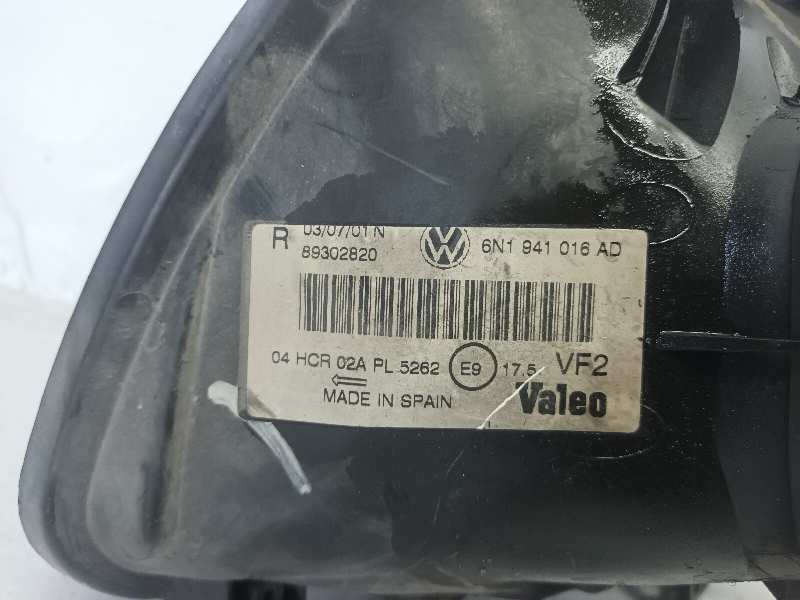 R 03/07/01 N
89302820
VW 6N1 941 016 AD
04 HCR 02A PL 5262 E9 17.5 VF2
MADE IN SPAIN Valeo